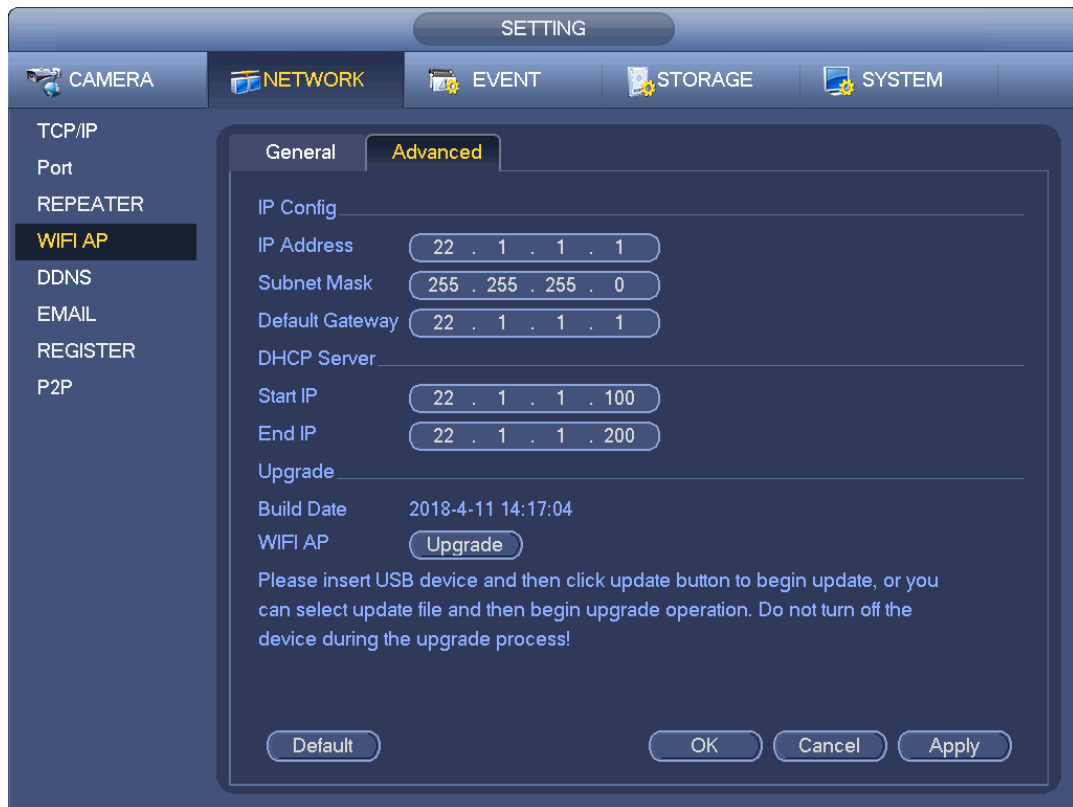 SETTING
CAMERA NETWORK EVENT STORAGE SYSTEM
TCP/IP
Port
REPEATER
WIFI AP
DDNS
EMAIL
REGISTER
P2P
General Advanced
IP Config
IP Address 22 . 1 . 1 . 1
Subnet Mask 255 . 255 . 255 . 0
Default Gateway 22 . 1 . 1 . 1
DHCP Server
Start IP 22 . 1 . 1 . 100
End IP 22 . 1 . 1 . 200
Upgrade
Build Date 2018-4-11 14:17:04
WIFI AP Upgrade
Please insert USB device and then click update button to begin update, or you
can select update file and then begin upgrade operation. Do not turn off the
device during the upgrade process!
Default OK Cancel Apply